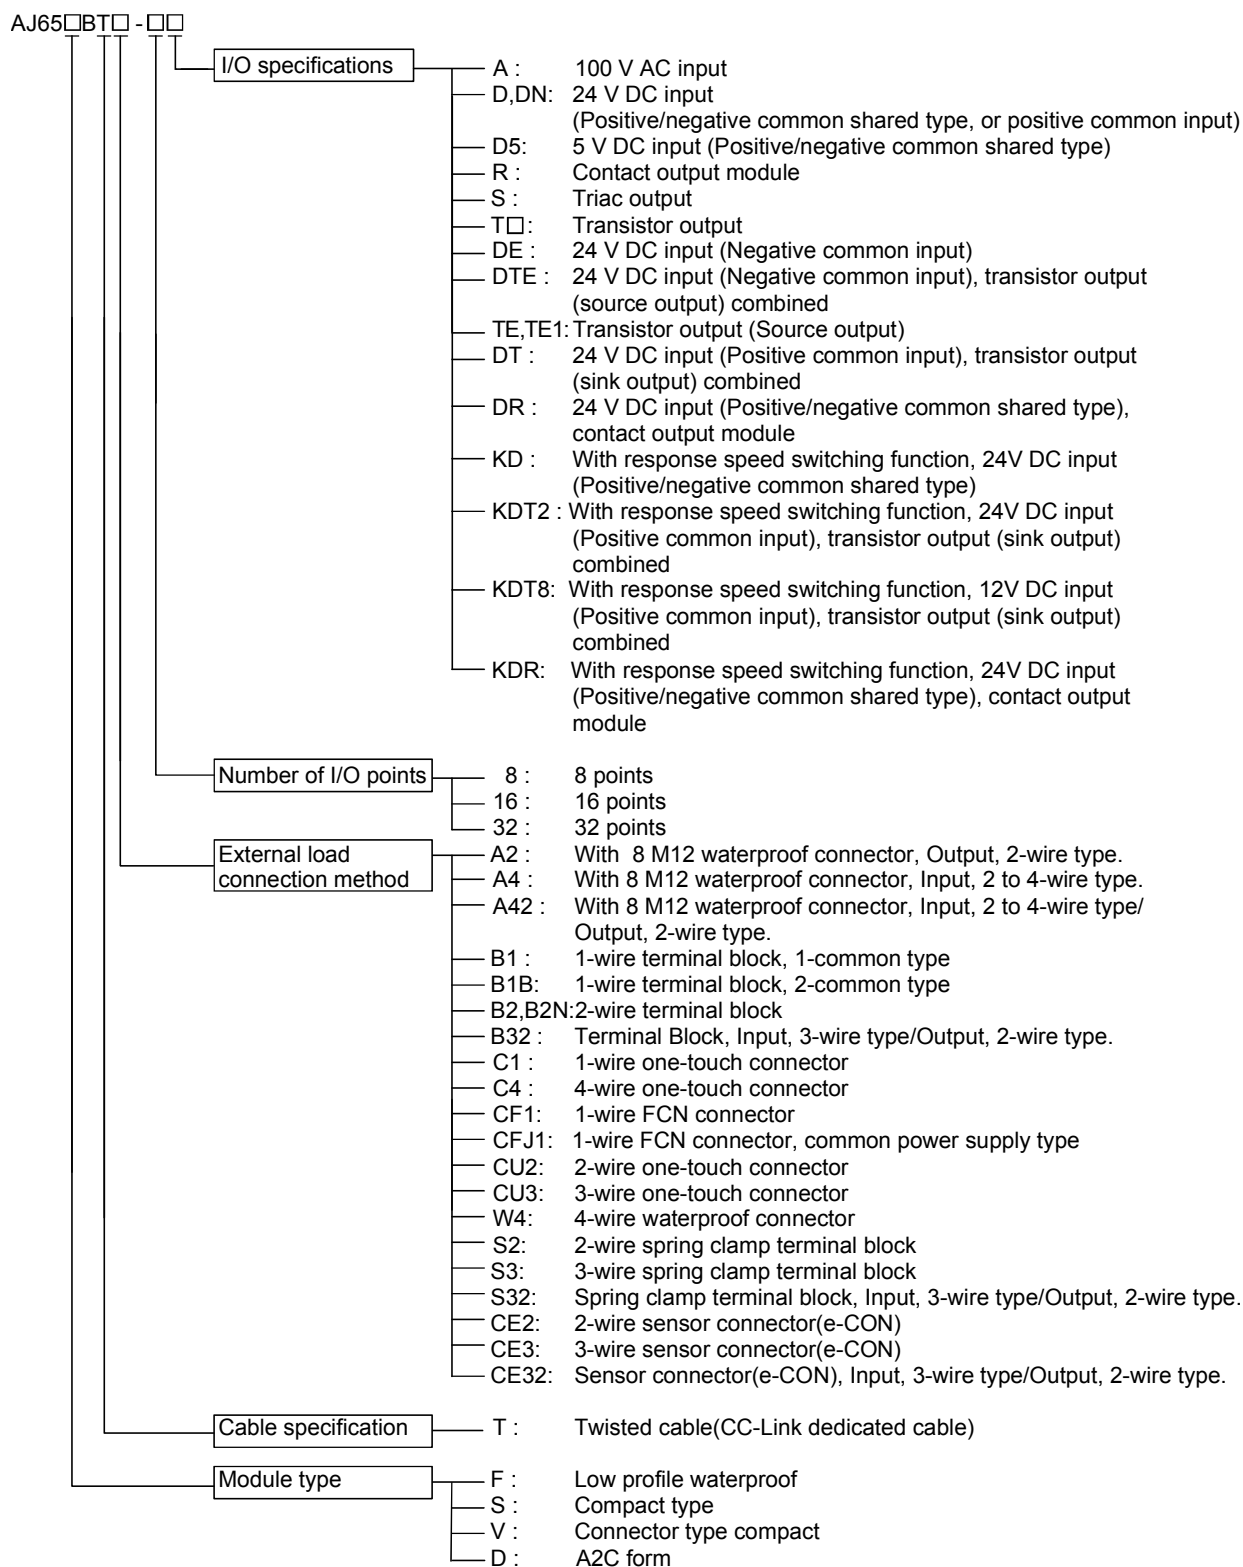 AJ65□BT□ - □□
I/O specifications
A : 100 V AC input
D,DN: 24 V DC input
(Positive/negative common shared type, or positive common input)
D5: 5 V DC input (Positive/negative common shared type)
R : Contact output module
S : Triac output
T□: Transistor output
DE : 24 V DC input (Negative common input)
DTE : 24 V DC input (Negative common input), transistor output
(source output) combined
TE,TE1: Transistor output (Source output)
DT : 24 V DC input (Positive common input), transistor output
(sink output) combined
DR : 24 V DC input (Positive/negative common shared type),
contact output module
KD : With response speed switching function, 24V DC input
(Positive/negative common shared type)
KDT2 : With response speed switching function, 24V DC input
(Positive common input), transistor output (sink output)
combined
KDT8: With response speed switching function, 12V DC input
(Positive common input), transistor output (sink output)
combined
KDR: With response speed switching function, 24V DC input
(Positive/negative common shared type), contact output
module
Number of I/O points
8 : 8 points
16 : 16 points
32 : 32 points
External load
connection method
A2 : With 8 M12 waterproof connector, Output, 2-wire type.
A4 : With 8 M12 waterproof connector, Input, 2 to 4-wire type.
A42 : With 8 M12 waterproof connector, Input, 2 to 4-wire type/
Output, 2-wire type.
B1 : 1-wire terminal block, 1-common type
B1B: 1-wire terminal block, 2-common type
B2,B2N:2-wire terminal block
B32 : Terminal Block, Input, 3-wire type/Output, 2-wire type.
C1 : 1-wire one-touch connector
C4 : 4-wire one-touch connector
CF1: 1-wire FCN connector
CFJ1: 1-wire FCN connector, common power supply type
CU2: 2-wire one-touch connector
CU3: 3-wire one-touch connector
W4: 4-wire waterproof connector
S2: 2-wire spring clamp terminal block
S3: 3-wire spring clamp terminal block
S32: Spring clamp terminal block, Input, 3-wire type/Output, 2-wire type.
CE2: 2-wire sensor connector(e-CON)
CE3: 3-wire sensor connector(e-CON)
CE32: Sensor connector(e-CON), Input, 3-wire type/Output, 2-wire type.
Cable specification
T : Twisted cable(CC-Link dedicated cable)
Module type
F : Low profile waterproof
S : Compact type
V : Connector type compact
D : A2C form